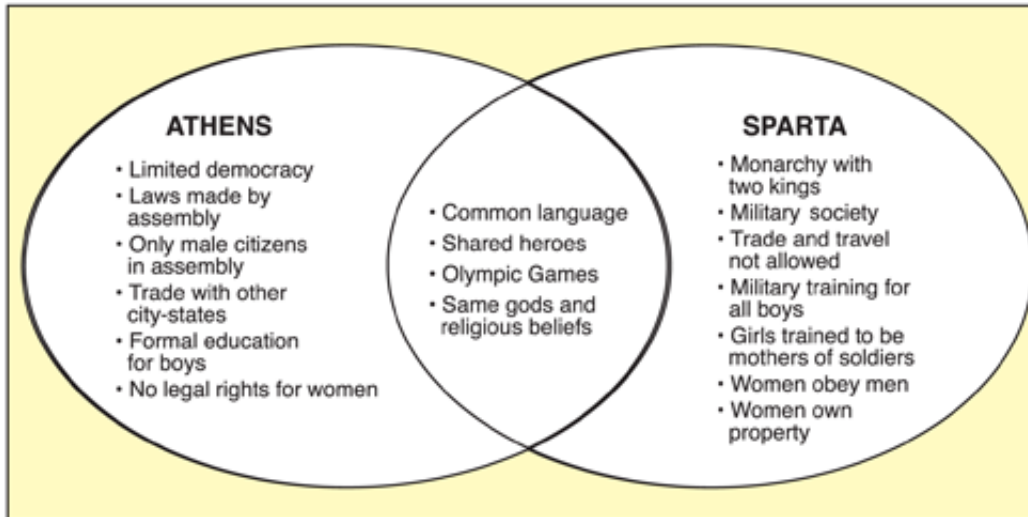 ATHENS
• Limited democracy
• Laws made by
assembly
• Only male citizens
in assembly
• Trade with other
city-states
• Formal education
for boys
• No legal rights for women
• Common language
• Shared heroes
• Olympic Games
• Same gods and
religious beliefs
SPARTA
• Monarchy with
two kings
• Military society
• Trade and travel
not allowed
• Military training for
all boys
• Girls trained to be
mothers of soldiers
• Women obey men
• Women own
property